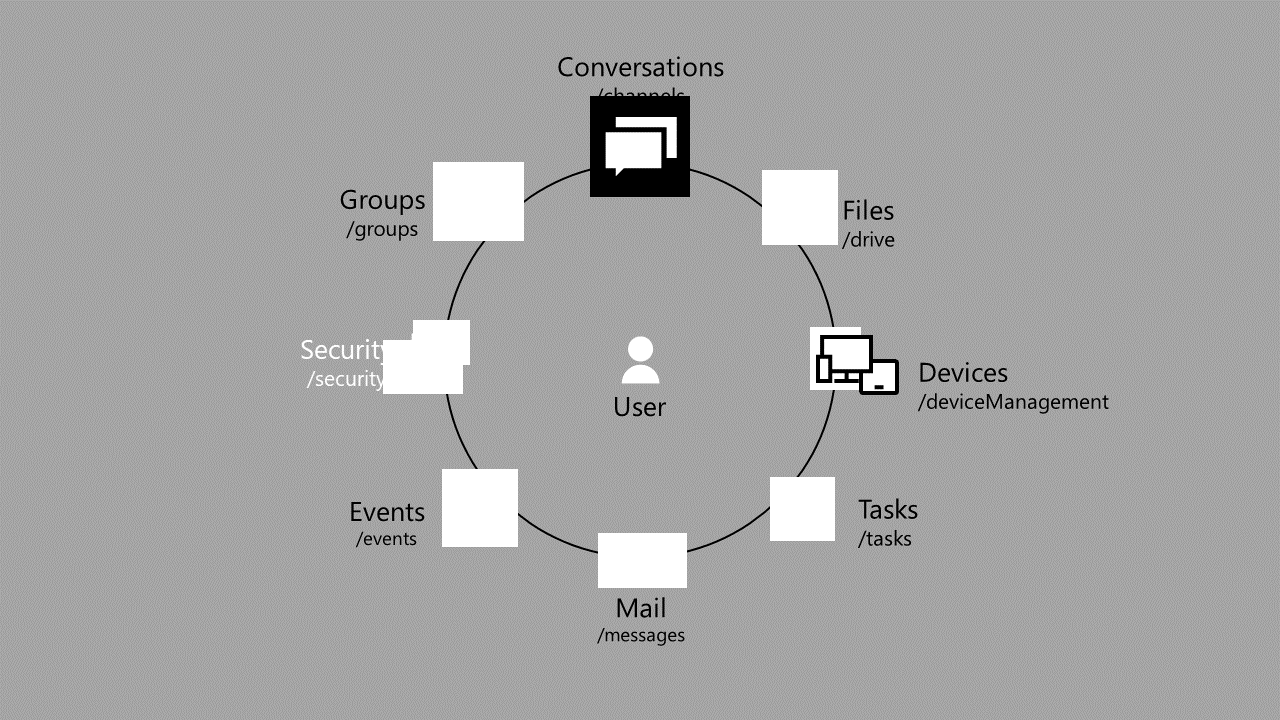 Conversations
/channels
Groups
/groups
Files
/drive
Security
/security
Devices
/deviceManagement
User
Events
/events
Tasks
/tasks
Mail
/messages